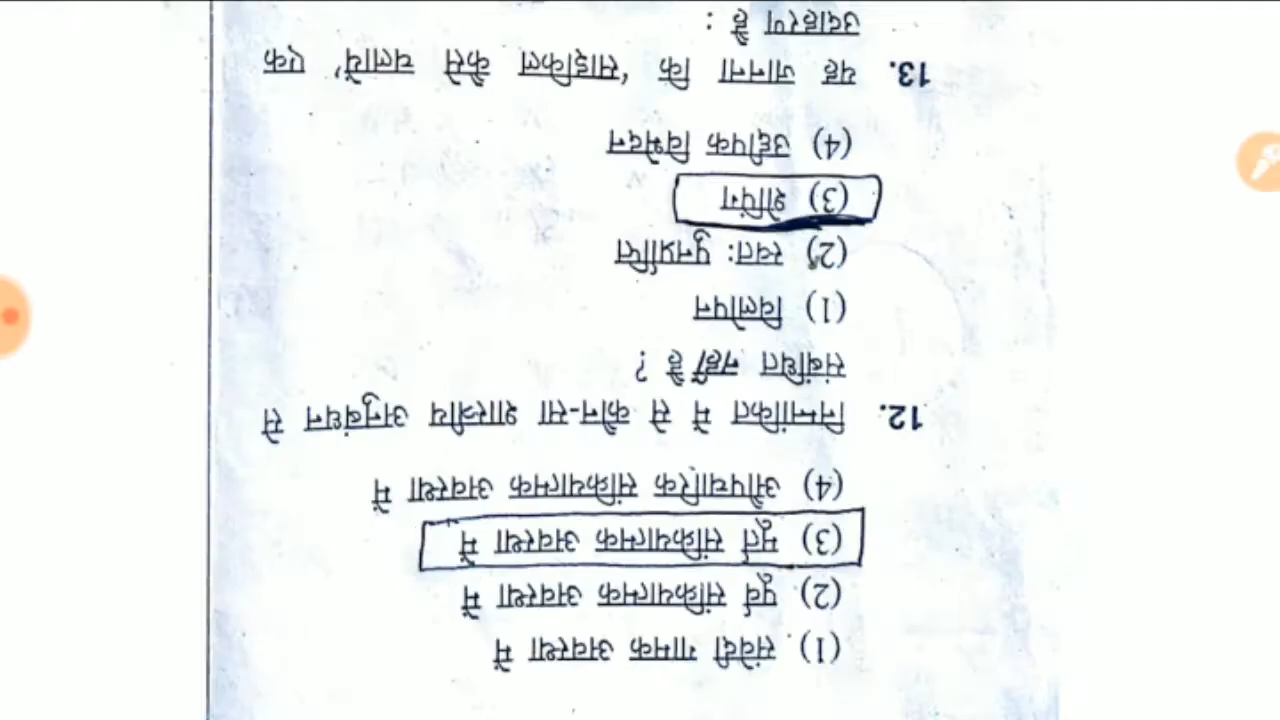 (1) संवेदी गामक अवस्था में
(2) पूर्व संक्रियात्मक अवस्था में
(3) मूर्त संक्रियात्मक अवस्था में
(4) औपचारिक संक्रियात्मक अवस्था में
12. निम्नांकित में से कौन-सा शास्त्रीय अनुबंधन से
संबंधित नहीं है ?
(1) विलोपन
(2) स्वतः पुनर्प्राप्ति
(3) शेपिंग
(4) उद्दीपक विभेदन
13. यह जानना कि 'साइकिल कैसे चलायें' एक
उदाहरण है :